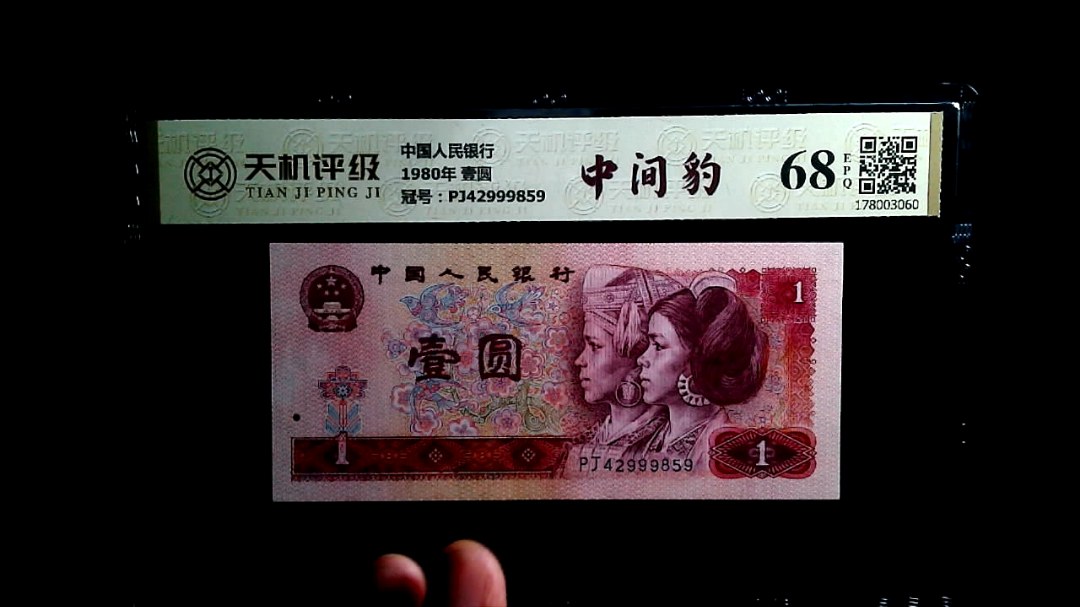 天机评级
TIAN JI PING JI
中国人民银行
1980年 壹圆
冠号：PJ42999859
中间豹
68
EPQ
178003060
中国人民银行
1
壹圆
1
PJ42999859
1